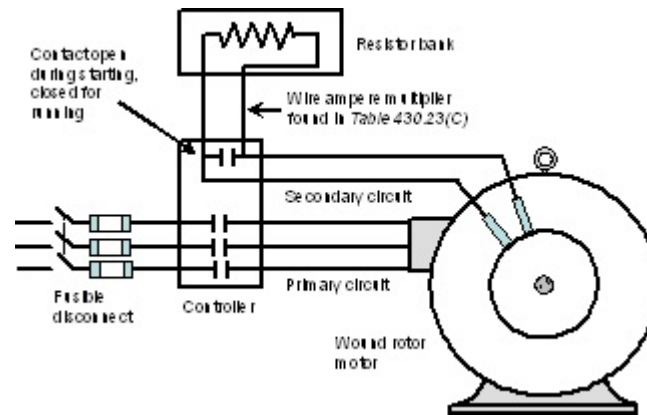 Resistor bank
Contact open
during starting,
closed for
running
Wire ampere multiplier
found in Table 430.23(C)
Secondary circuit
Primary circuit
Fusible
disconnect
Controller
Wound rotor
motor